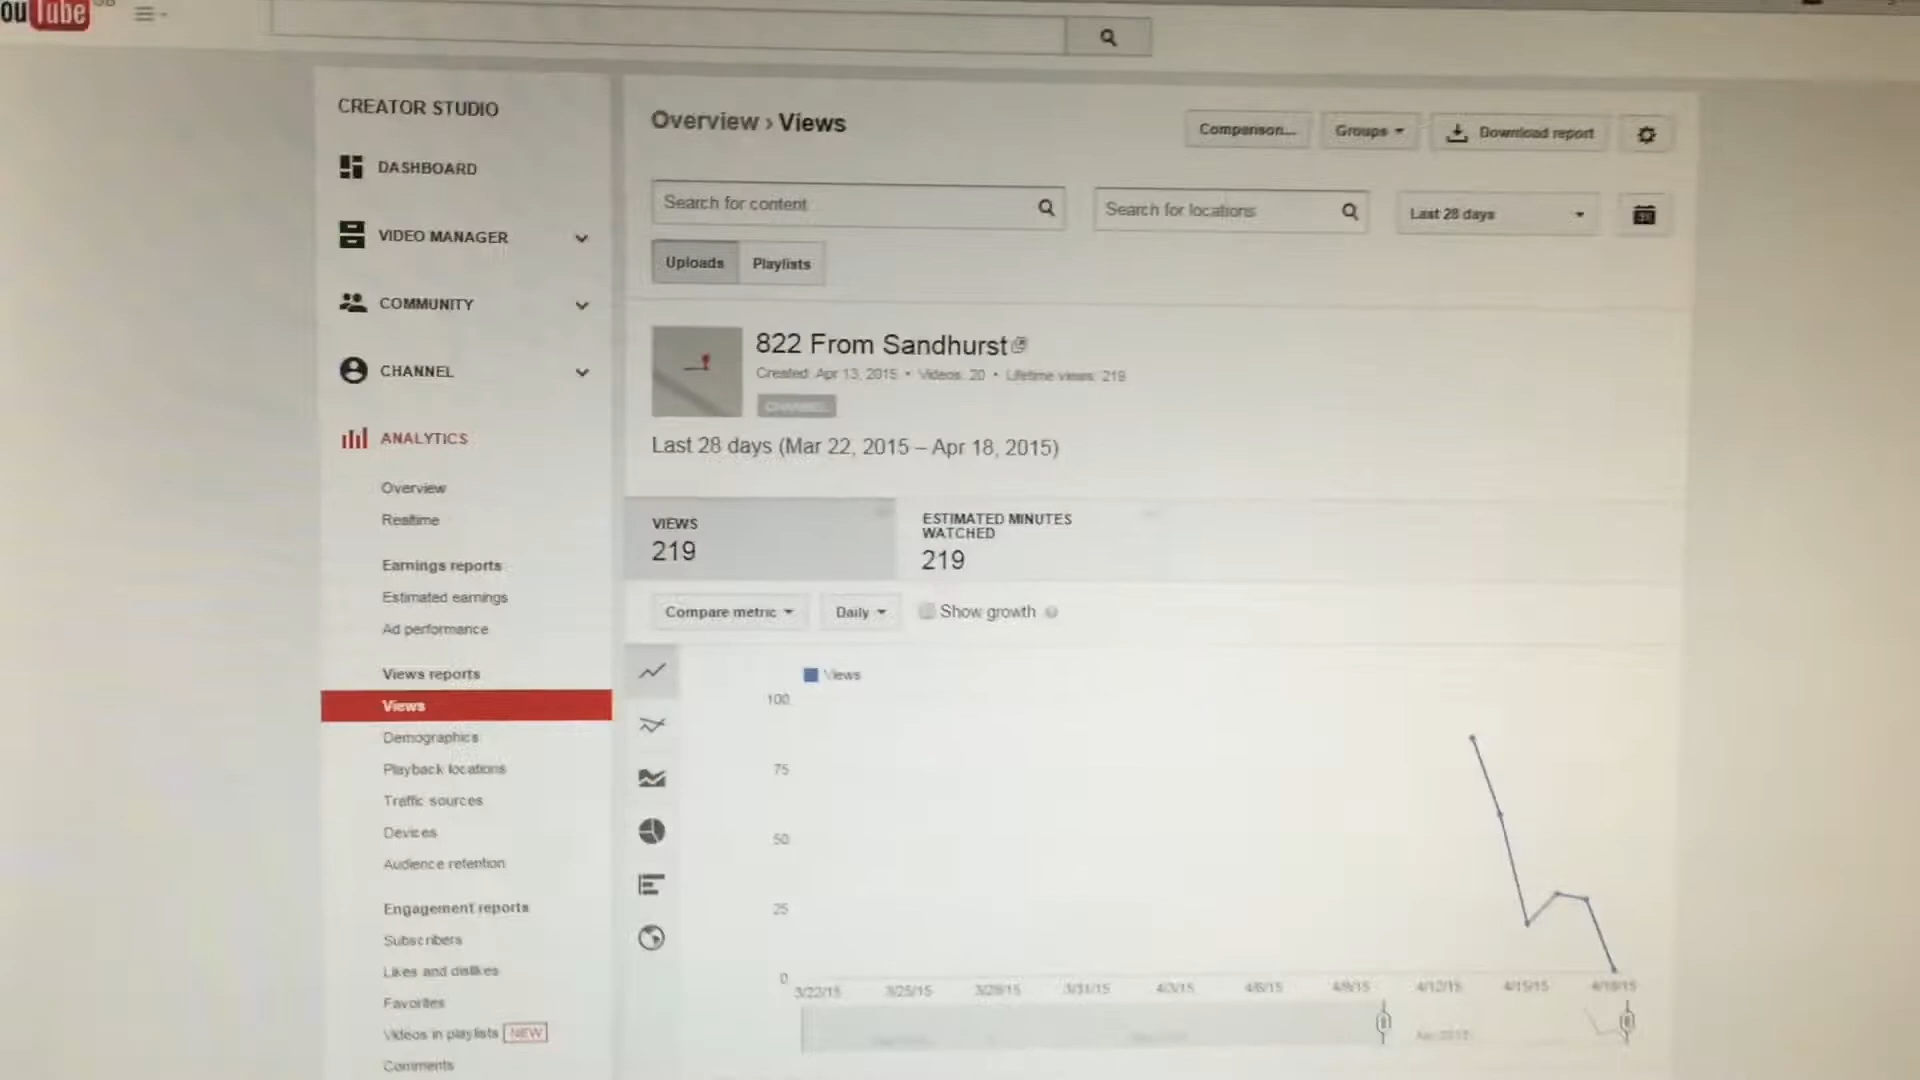 ouTube
CREATOR STUDIO
DASHBOARD
VIDEO MANAGER
COMMUNITY
CHANNEL
ANALYTICS
Overview
Realtime
Earnings reports
Estimated earnings
Ad performance
Views reports
Views
Demographics
Playback locations
Traffic sources
Devices
Audience retention
Engagement reports
Subscribers
Likes and dislikes
Favorites
Videos in playlists NEW
Comments
Overview › Views
Comparison...
Groups
Download report
Search for content
Search for locations
Last 28 days
Uploads
Playlists
822 From Sandhurst
Created: Apr 13, 2015 • Videos: 20 • Lifetime views: 219
CHANNEL
Last 28 days (Mar 22, 2015 – Apr 18, 2015)
VIEWS
219
ESTIMATED MINUTES
WATCHED
219
Compare metric
Daily
Show growth
Views
100
75
50
25
0
3/22/15
3/25/15
3/28/15
3/31/15
4/3/15
4/6/15
4/9/15
4/12/15
4/15/15
4/18/15